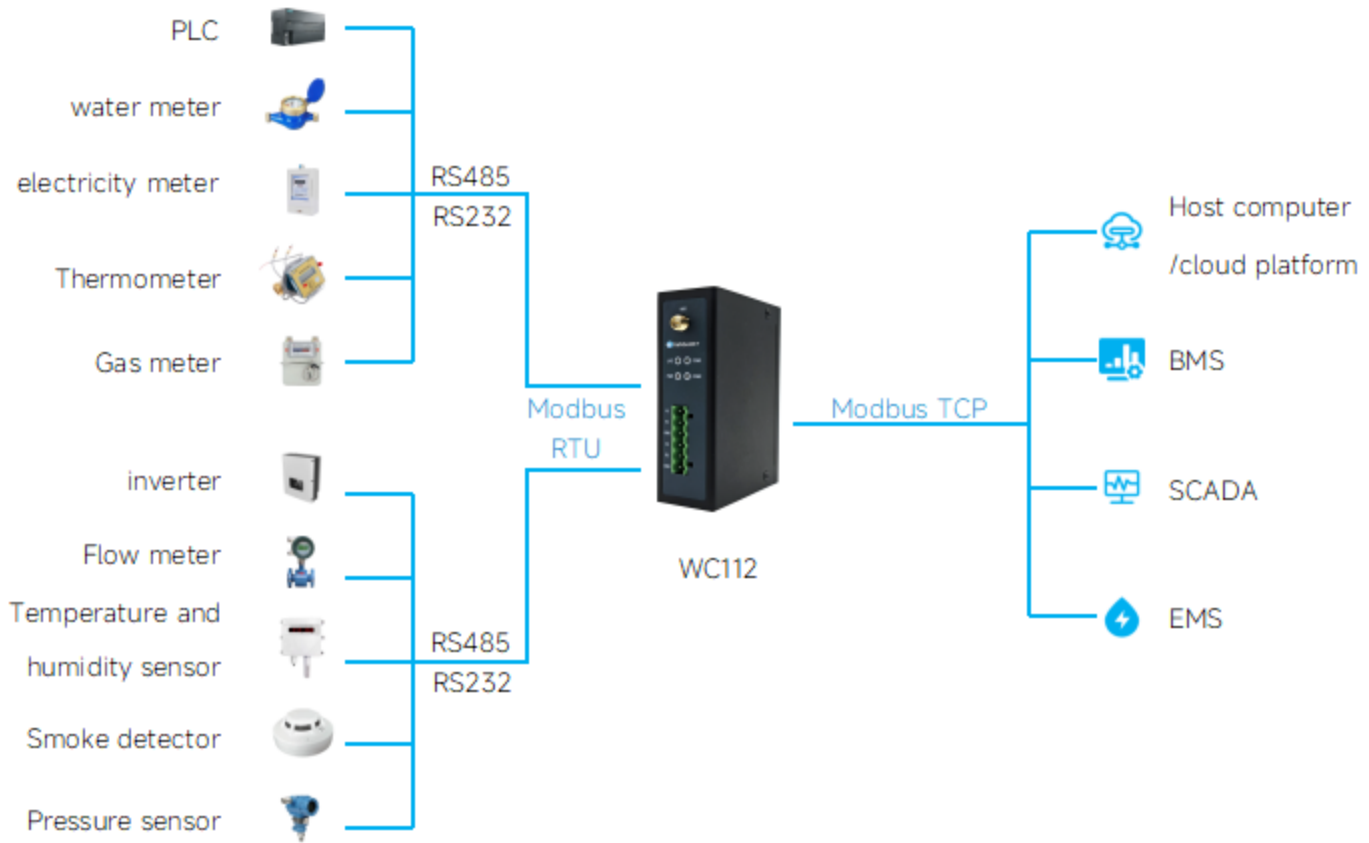 PLC
water meter
electricity meter
Thermometer
Gas meter
inverter
Flow meter
Temperature and
humidity sensor
Smoke detector
Pressure sensor
RS485
RS232
RS485
RS232
Modbus
RTU
WC112
Modbus TCP
Host computer
/cloud platform
BMS
SCADA
EMS